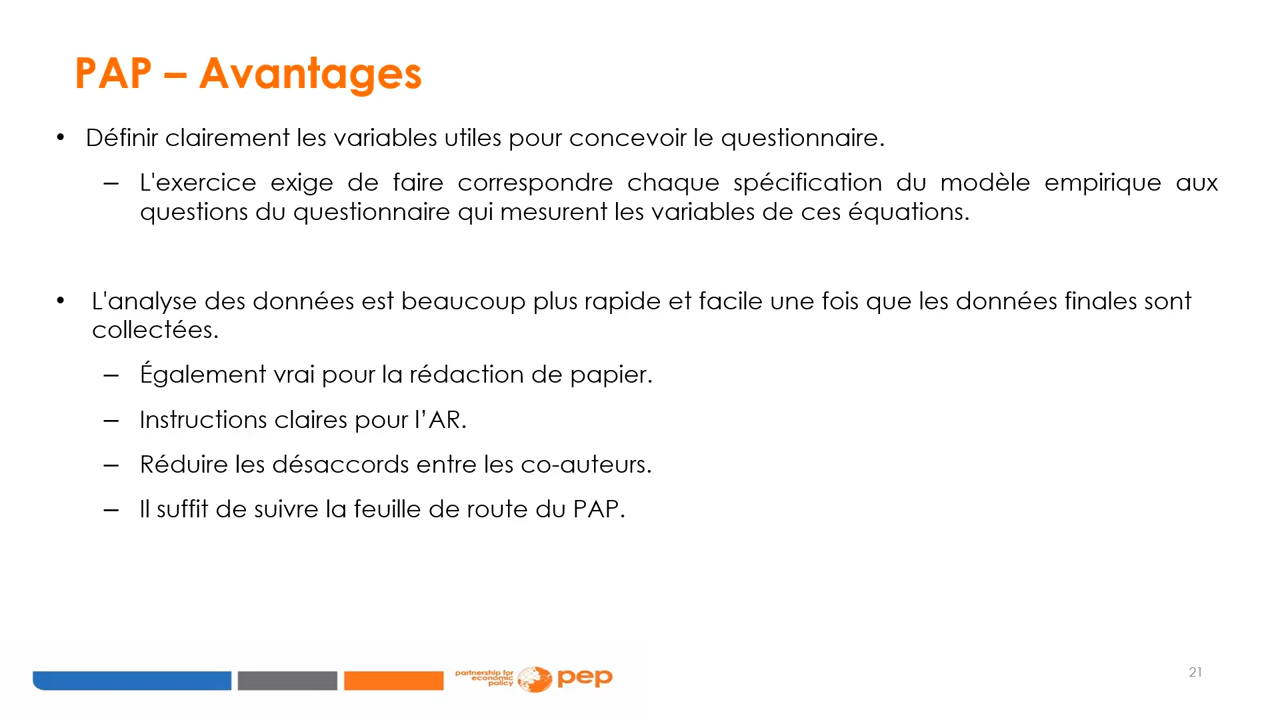 PAP – Avantages
• Définir clairement les variables utiles pour concevoir le questionnaire.
– L'exercice exige de faire correspondre chaque spécification du modèle empirique aux
questions du questionnaire qui mesurent les variables de ces équations.
• L'analyse des données est beaucoup plus rapide et facile une fois que les données finales sont
collectées.
– Également vrai pour la rédaction de papier.
– Instructions claires pour l’AR.
– Réduire les désaccords entre les co-auteurs.
– Il suffit de suivre la feuille de route du PAP.
partnership for
economic
policy
pep
21